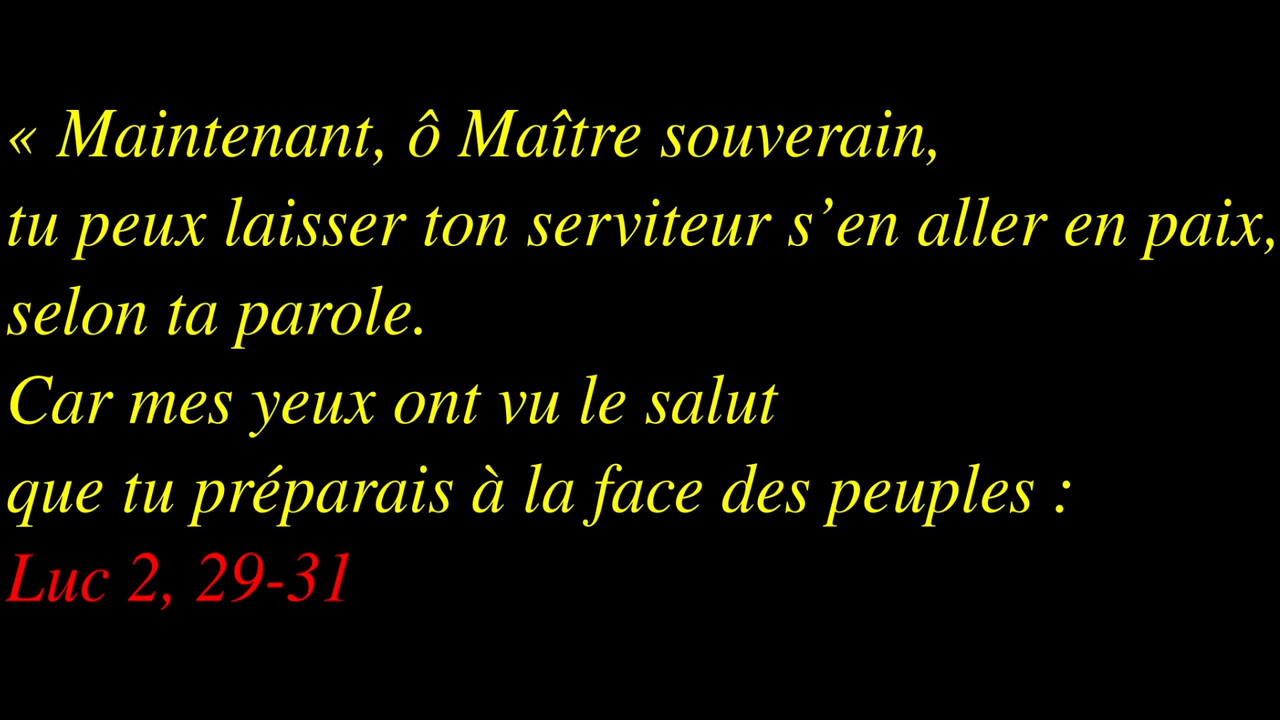 « Maintenant, ô Maître souverain,
tu peux laisser ton serviteur s’en aller en paix,
selon ta parole.
Car mes yeux ont vu le salut
que tu préparais à la face des peuples :
Luc 2, 29-31